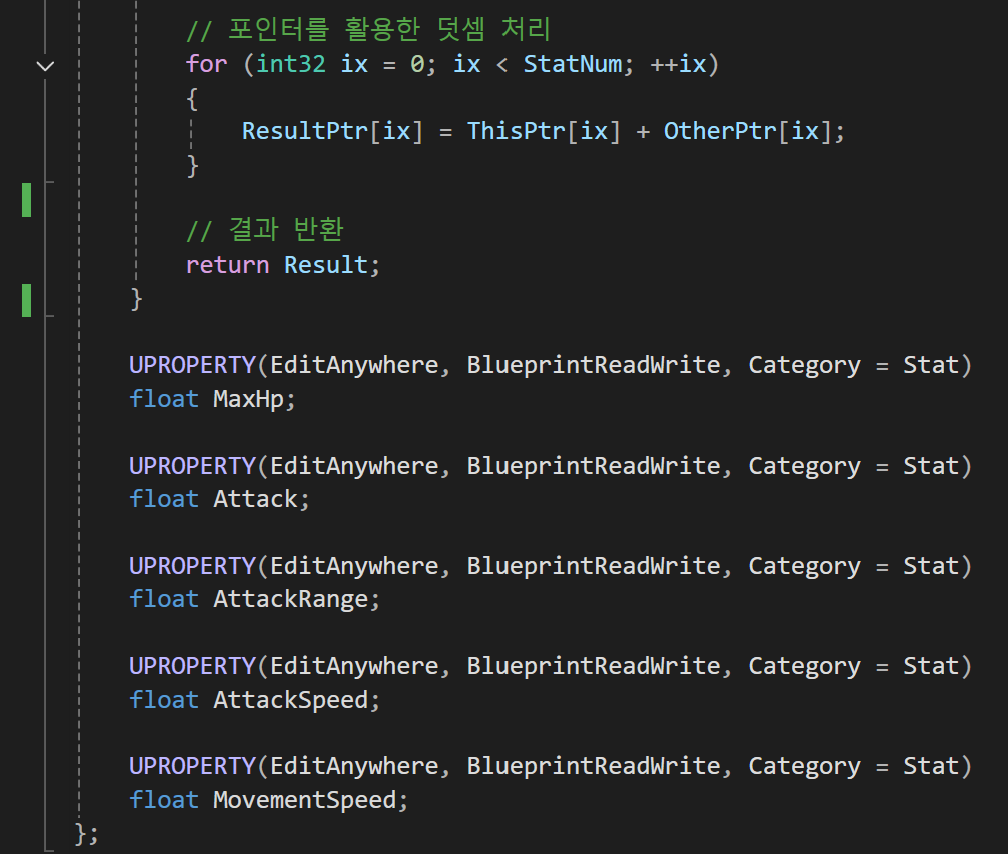 // 포인터를 활용한 덧셈 처리
for (int32 ix = 0; ix < StatNum; ++ix)
{
ResultPtr[ix] = ThisPtr[ix] + OtherPtr[ix];
}
// 결과 반환
return Result;
}
UPROPERTY(EditAnywhere, BlueprintReadWrite, Category = Stat)
float MaxHp;
UPROPERTY(EditAnywhere, BlueprintReadWrite, Category = Stat)
float Attack;
UPROPERTY(EditAnywhere, BlueprintReadWrite, Category = Stat)
float AttackRange;
UPROPERTY(EditAnywhere, BlueprintReadWrite, Category = Stat)
float AttackSpeed;
UPROPERTY(EditAnywhere, BlueprintReadWrite, Category = Stat)
float MovementSpeed;
};